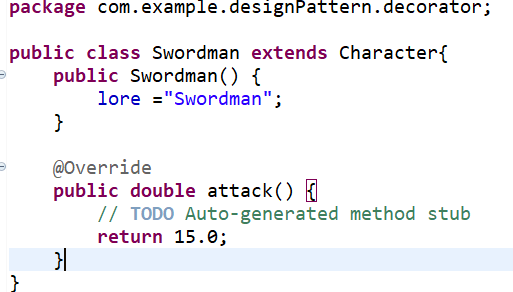 package com.example.designPattern.decorator;
public class Swordman extends Character{
public Swordman() {
lore ="Swordman";
}
@Override
public double attack() {
// TODO Auto-generated method stub
return 15.0;
}
}